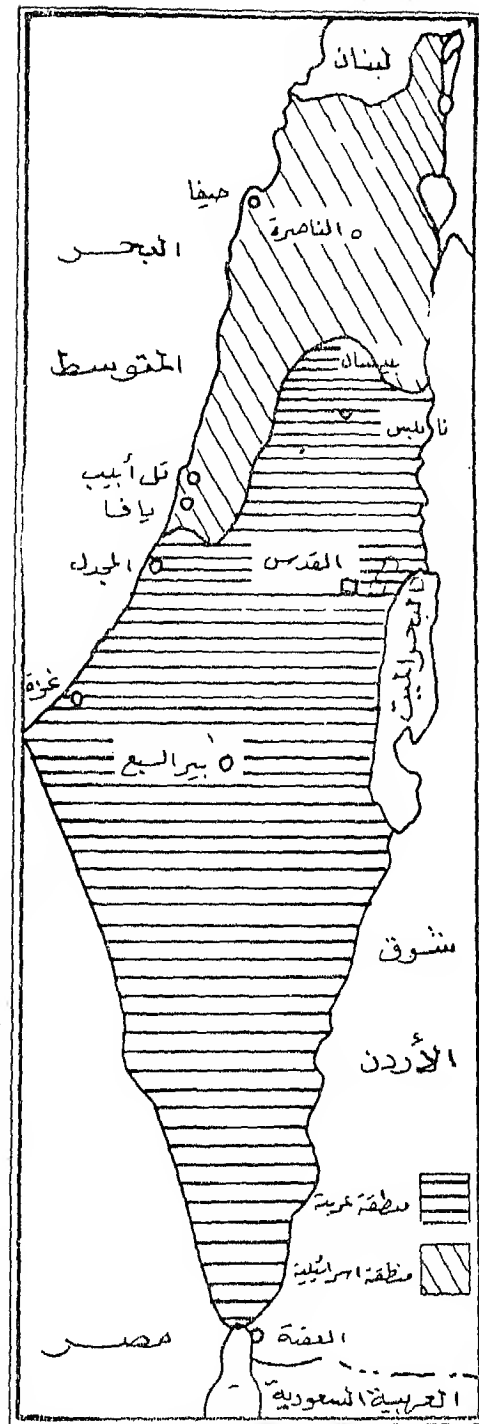 لبنان
حيفا
الناصرة
البحر
المتوسط
بيسان
نابلس
تل أبيب
يافا
المجدل
القدس
البحر الميت
غزة
بير السبع
شرق
الأردن
منطقة عربية
منطقة اسرائيلية
مصر
العقبة
العربية السعودية